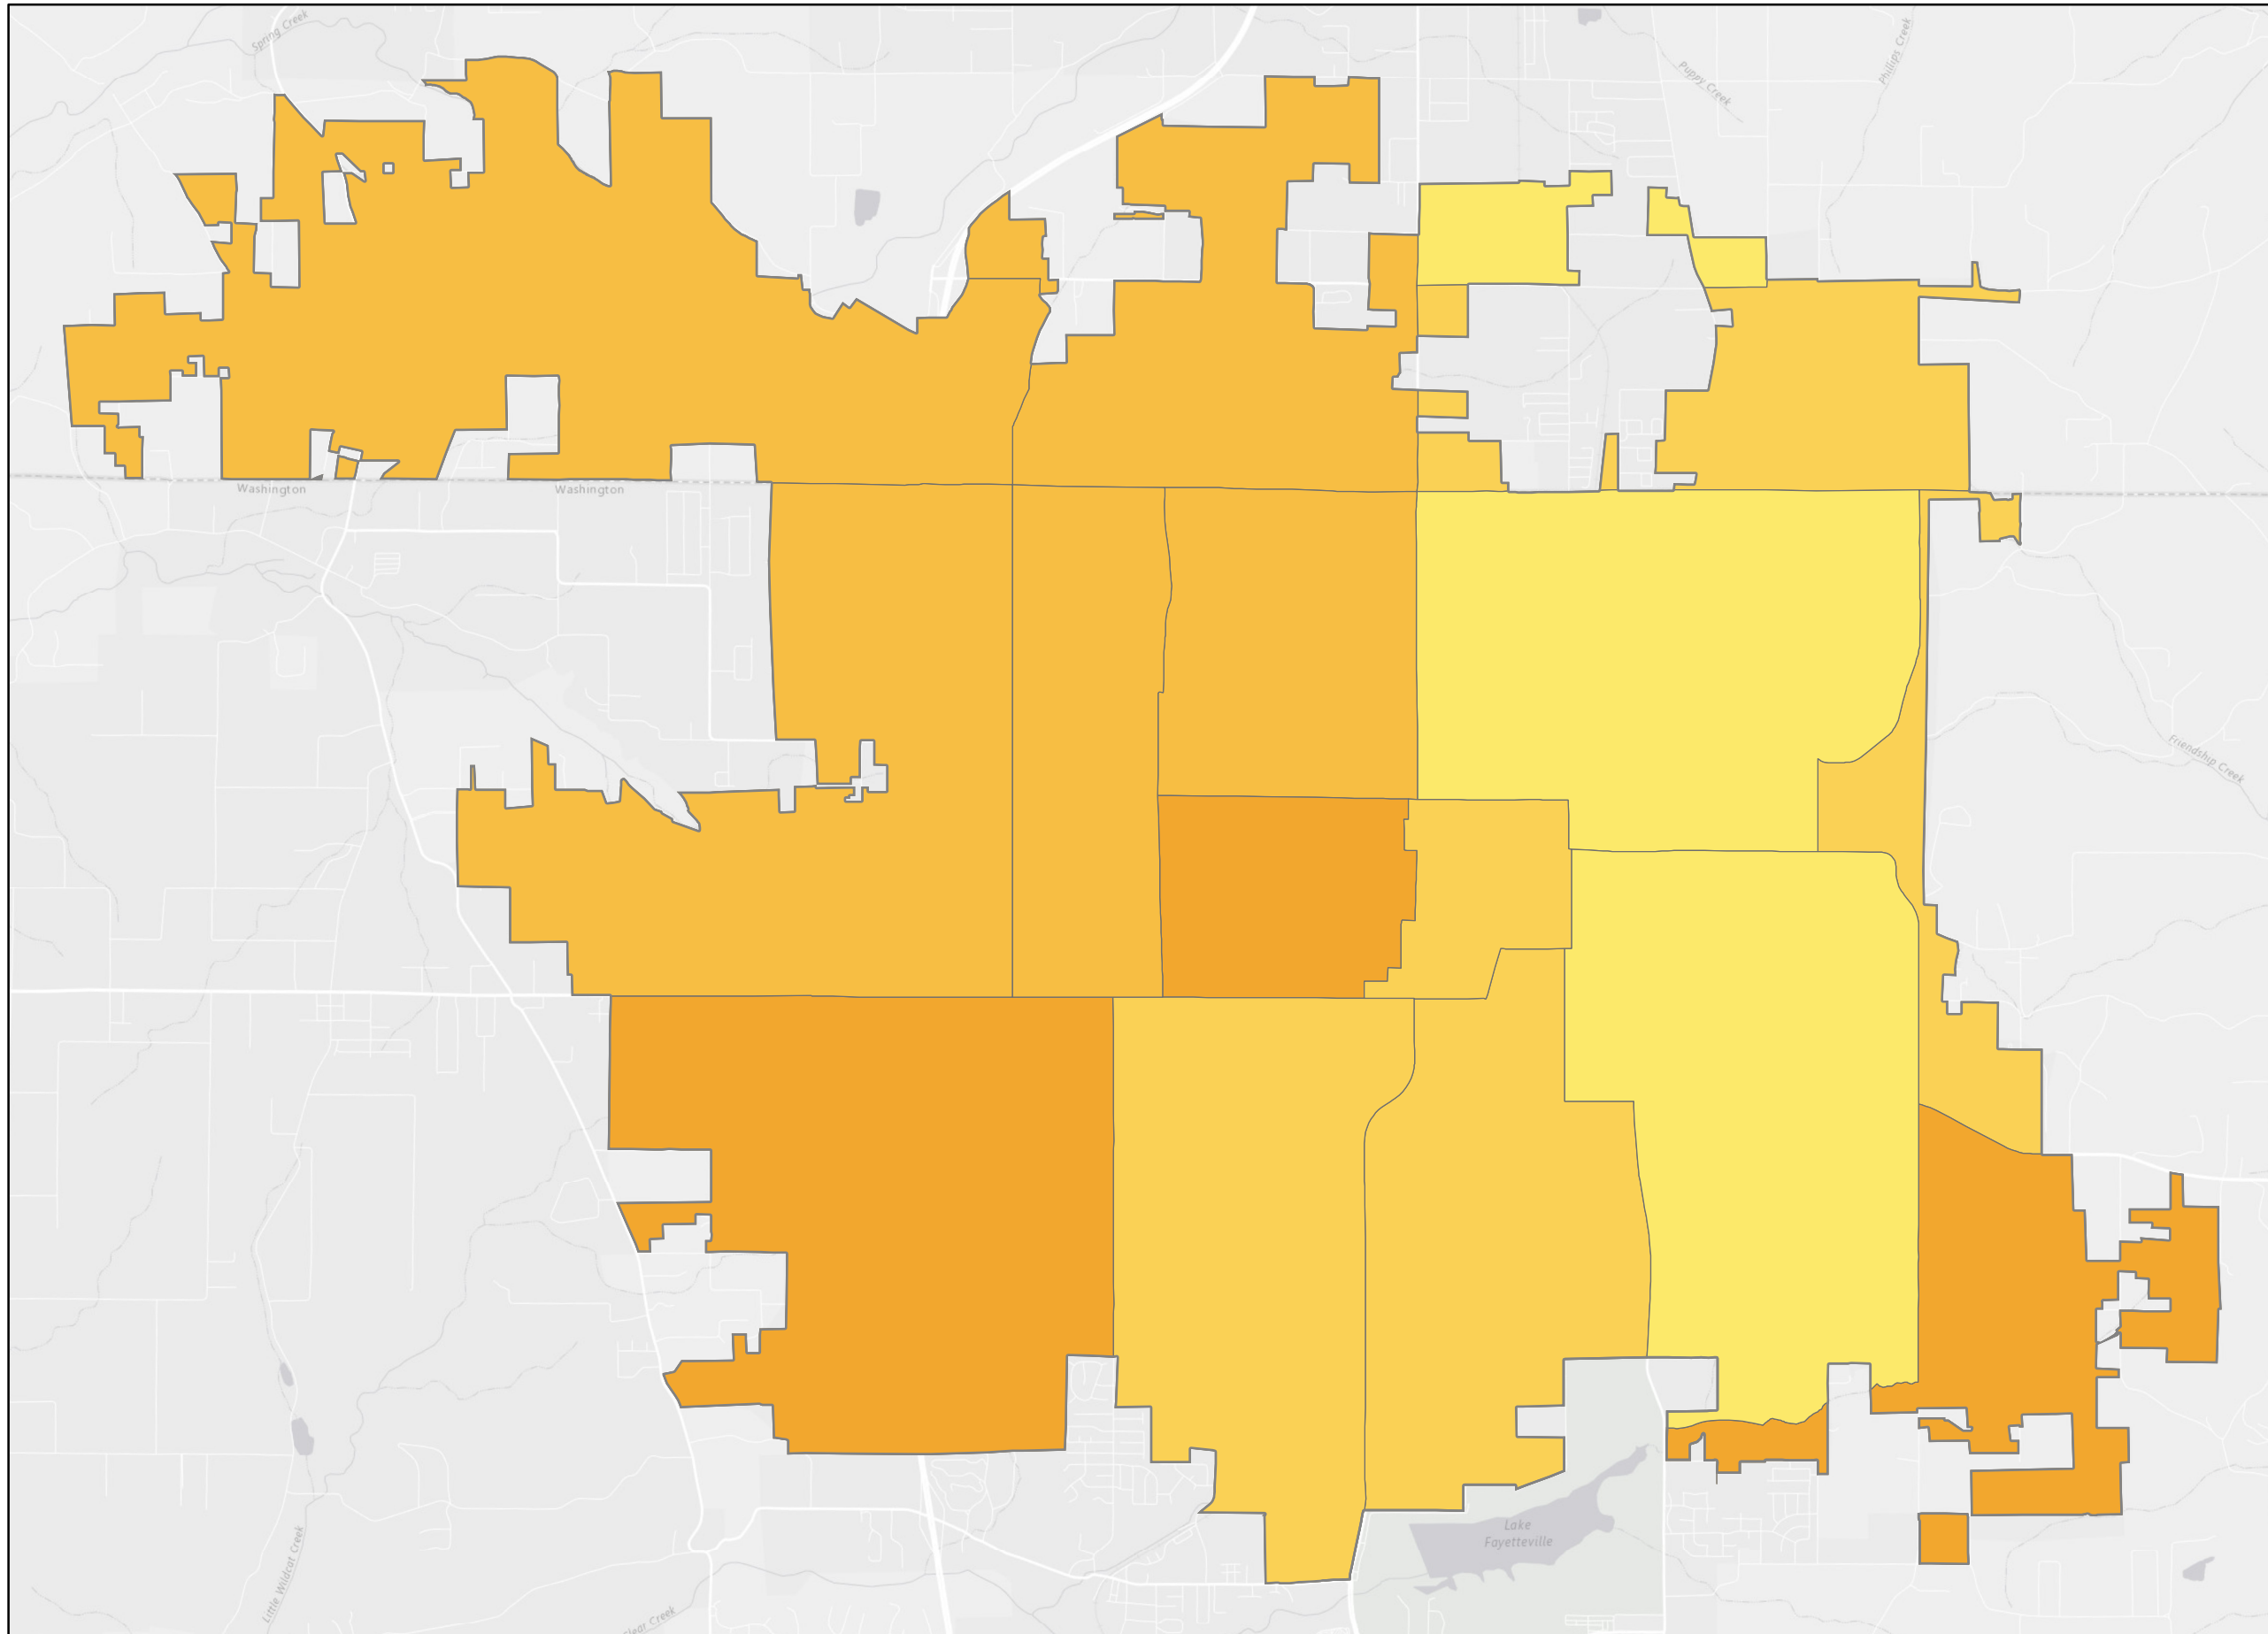 Spring Creek
Puppy Creek
Phillips Creek
Washington
Washington
Friendship Creek
Lake
Fayetteville
Little Wildcat Creek
Clear Creek